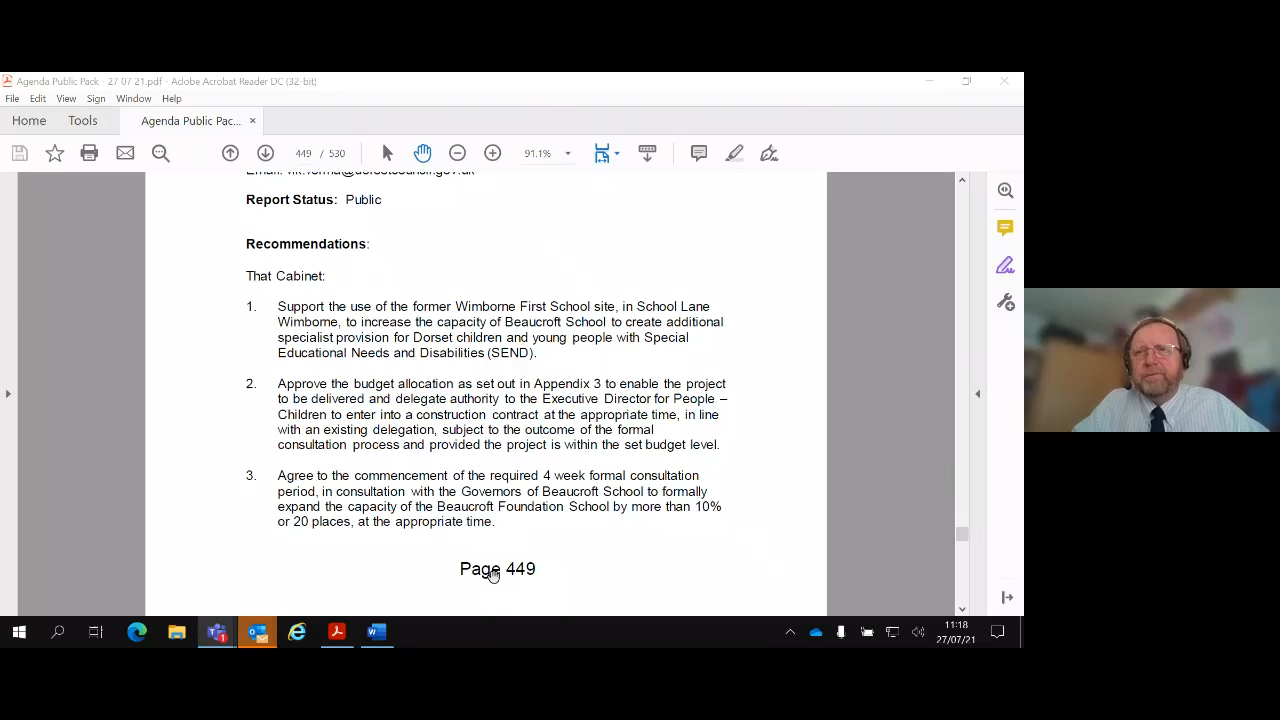 Agenda Public Pack - 27 07 21.pdf - Adobe Acrobat Reader DC (32-bit)
File Edit View Sign Window Help
Home Tools Agenda Public Pac... ×
449 / 530 91.1%
Email: vik.verma@dorsetcouncil.gov.uk
Report Status: Public
Recommendations:
That Cabinet:
1. Support the use of the former Wimborne First School site, in School Lane
Wimborne, to increase the capacity of Beaucroft School to create additional
specialist provision for Dorset children and young people with Special
Educational Needs and Disabilities (SEND).
2. Approve the budget allocation as set out in Appendix 3 to enable the project
to be delivered and delegate authority to the Executive Director for People –
Children to enter into a construction contract at the appropriate time, in line
with an existing delegation, subject to the outcome of the formal
consultation process and provided the project is within the set budget level.
3. Agree to the commencement of the required 4 week formal consultation
period, in consultation with the Governors of Beaucroft School to formally
expand the capacity of the Beaucroft Foundation School by more than 10%
or 20 places, at the appropriate time.
Page 449
11:18
27/07/21